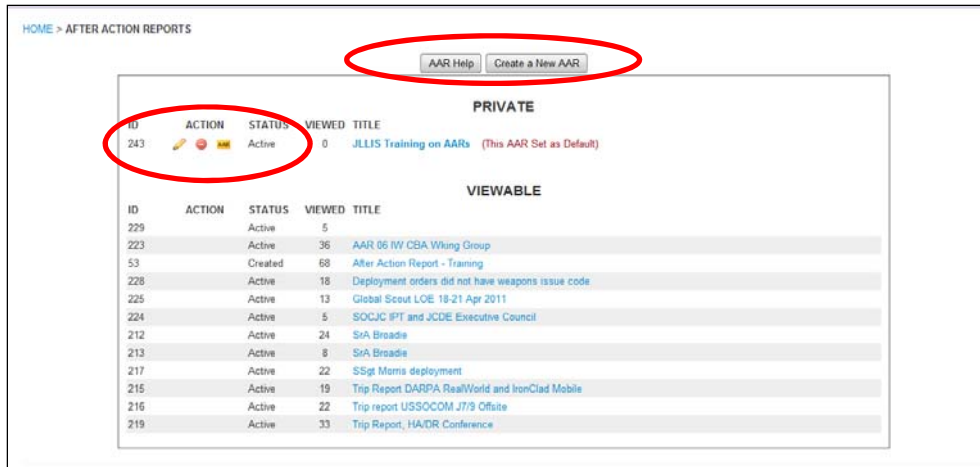 HOME > AFTER ACTION REPORTS
AAR Help Create a New AAR
PRIVATE
ID ACTION STATUS VIEWED TITLE
243 AAR Active 0 JLLIS Training on AARs (This AAR Set as Default)
VIEWABLE
ID ACTION STATUS VIEWED TITLE
229 Active 5
223 Active 36 AAR 06 IW CBA Wking Group
53 Created 68 After Action Report - Training
228 Active 18 Deployment orders did not have weapons issue code
225 Active 13 Global Scout LOE 18-21 Apr 2011
224 Active 5 SOCJC IPT and JCDE Executive Council
212 Active 24 SrA Broadie
213 Active 8 SrA Broadie
217 Active 22 SSgt Morris deployment
215 Active 19 Trip Report DARPA RealWorld and IronClad Mobile
216 Active 22 Trip report USSOCOM J7/9 Offsite
219 Active 33 Trip Report, HA/DR Conference